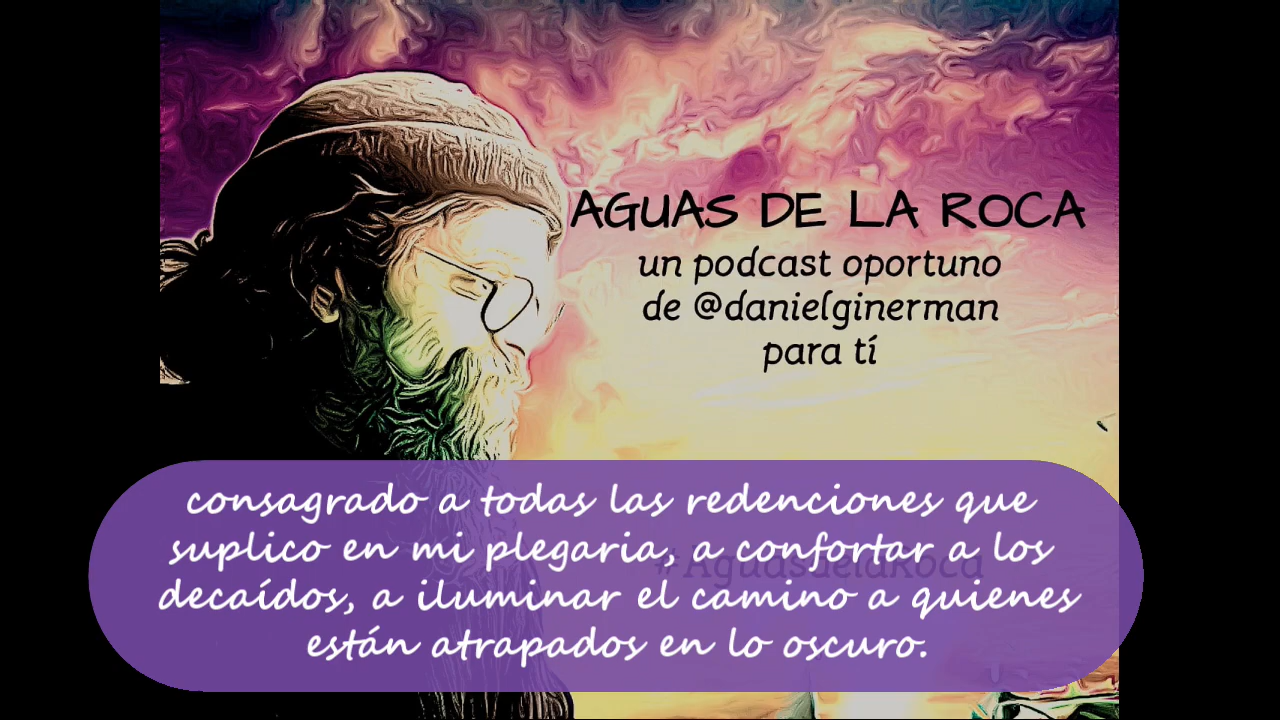 AGUAS DE LA ROCA
un podcast oportuno
de @danielginerman
para tí
#AguasdelaRoca
consagrado a todas las redenciones que
suplico en mi plegaria, a confortar a los
decaídos, a iluminar el camino a quienes
están atrapados en lo oscuro.